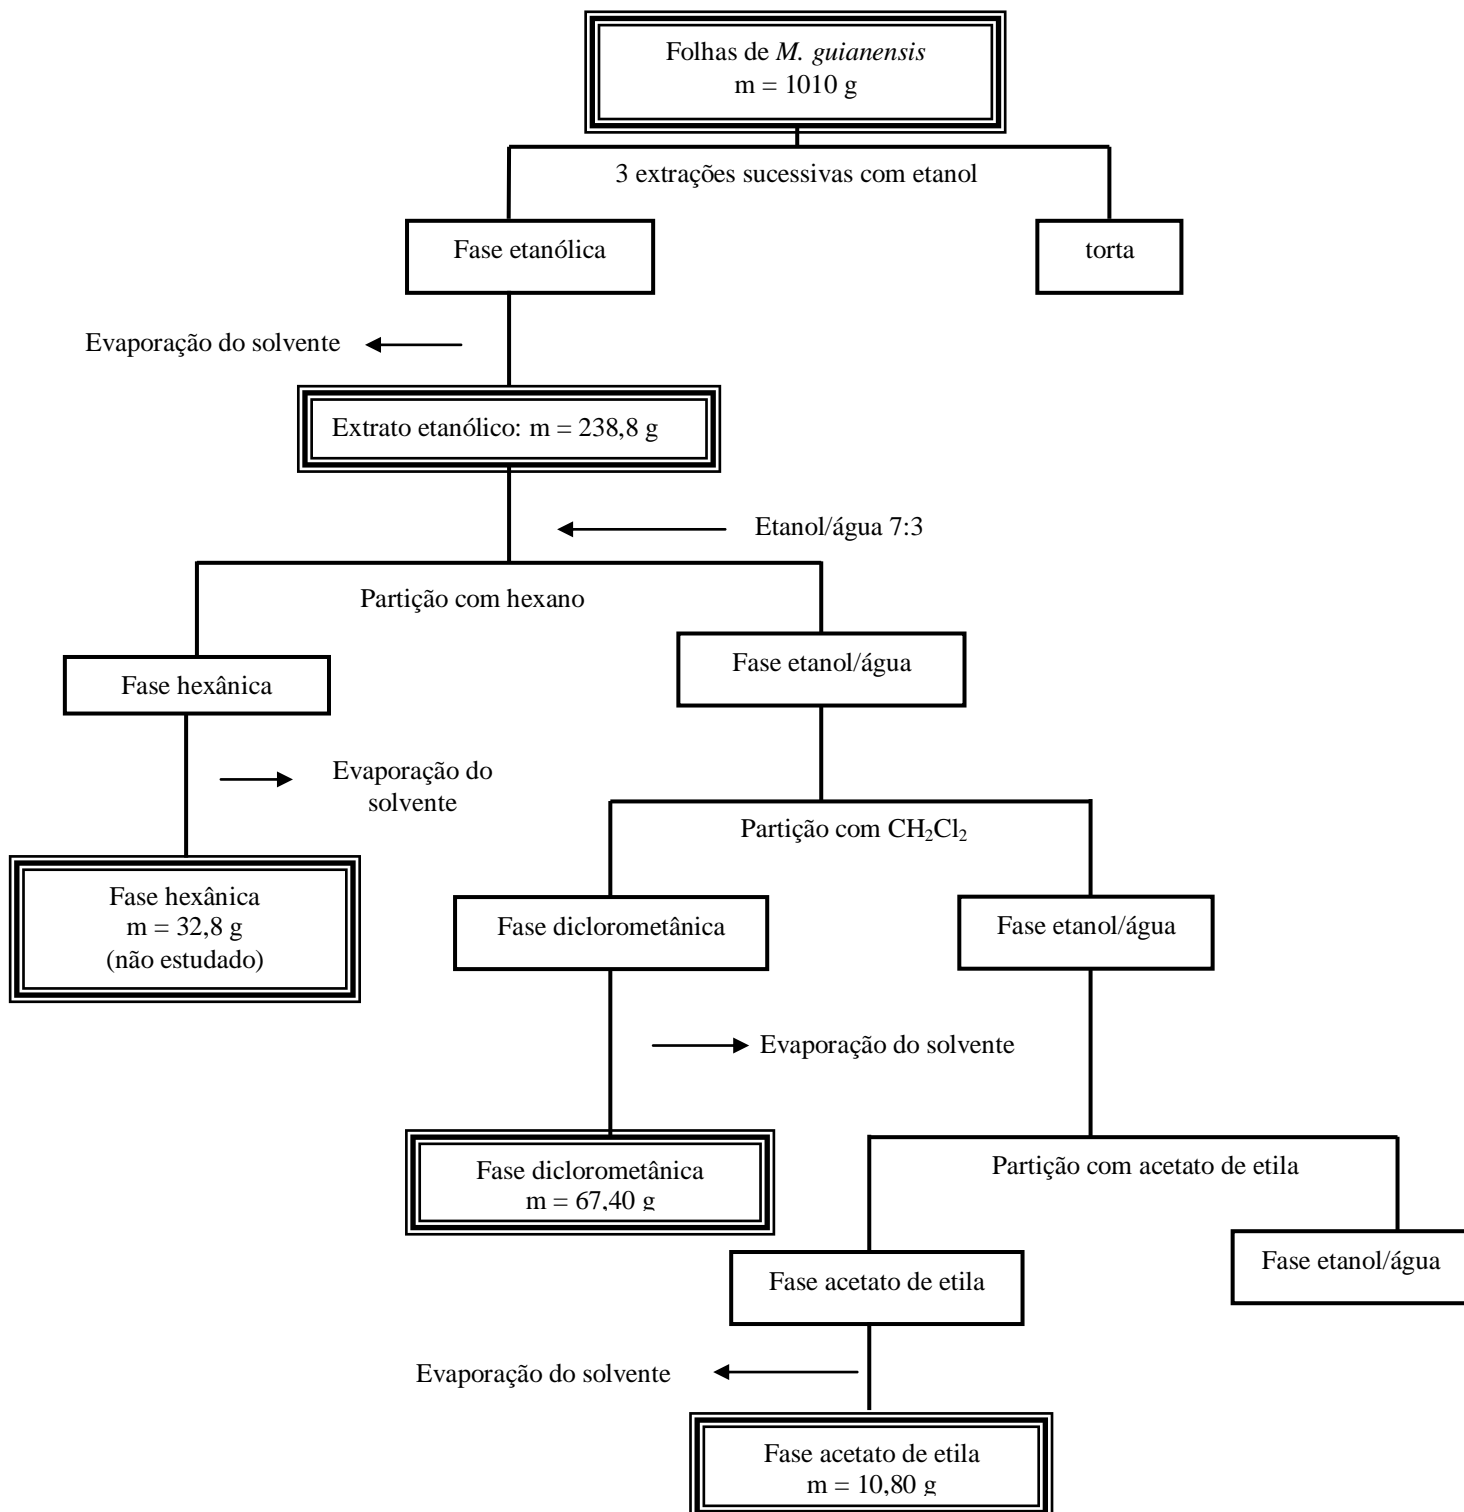 Folhas de M. guianensis
m = 1010 g
3 extrações sucessivas com etanol
Fase etanólica
torta
Evaporação do solvente
Extrato etanólico: m = 238,8 g
Etanol/água 7:3
Partição com hexano
Fase hexânica
Fase etanol/água
Evaporação do
solvente
Partição com CH₂Cl₂
Fase hexânica
m = 32,8 g
(não estudado)
Fase diclorometânica
Fase etanol/água
Evaporação do solvente
Fase diclorometânica
m = 67,40 g
Partição com acetato de etila
Fase acetato de etila
Fase etanol/água
Evaporação do solvente
Fase acetato de etila
m = 10,80 g